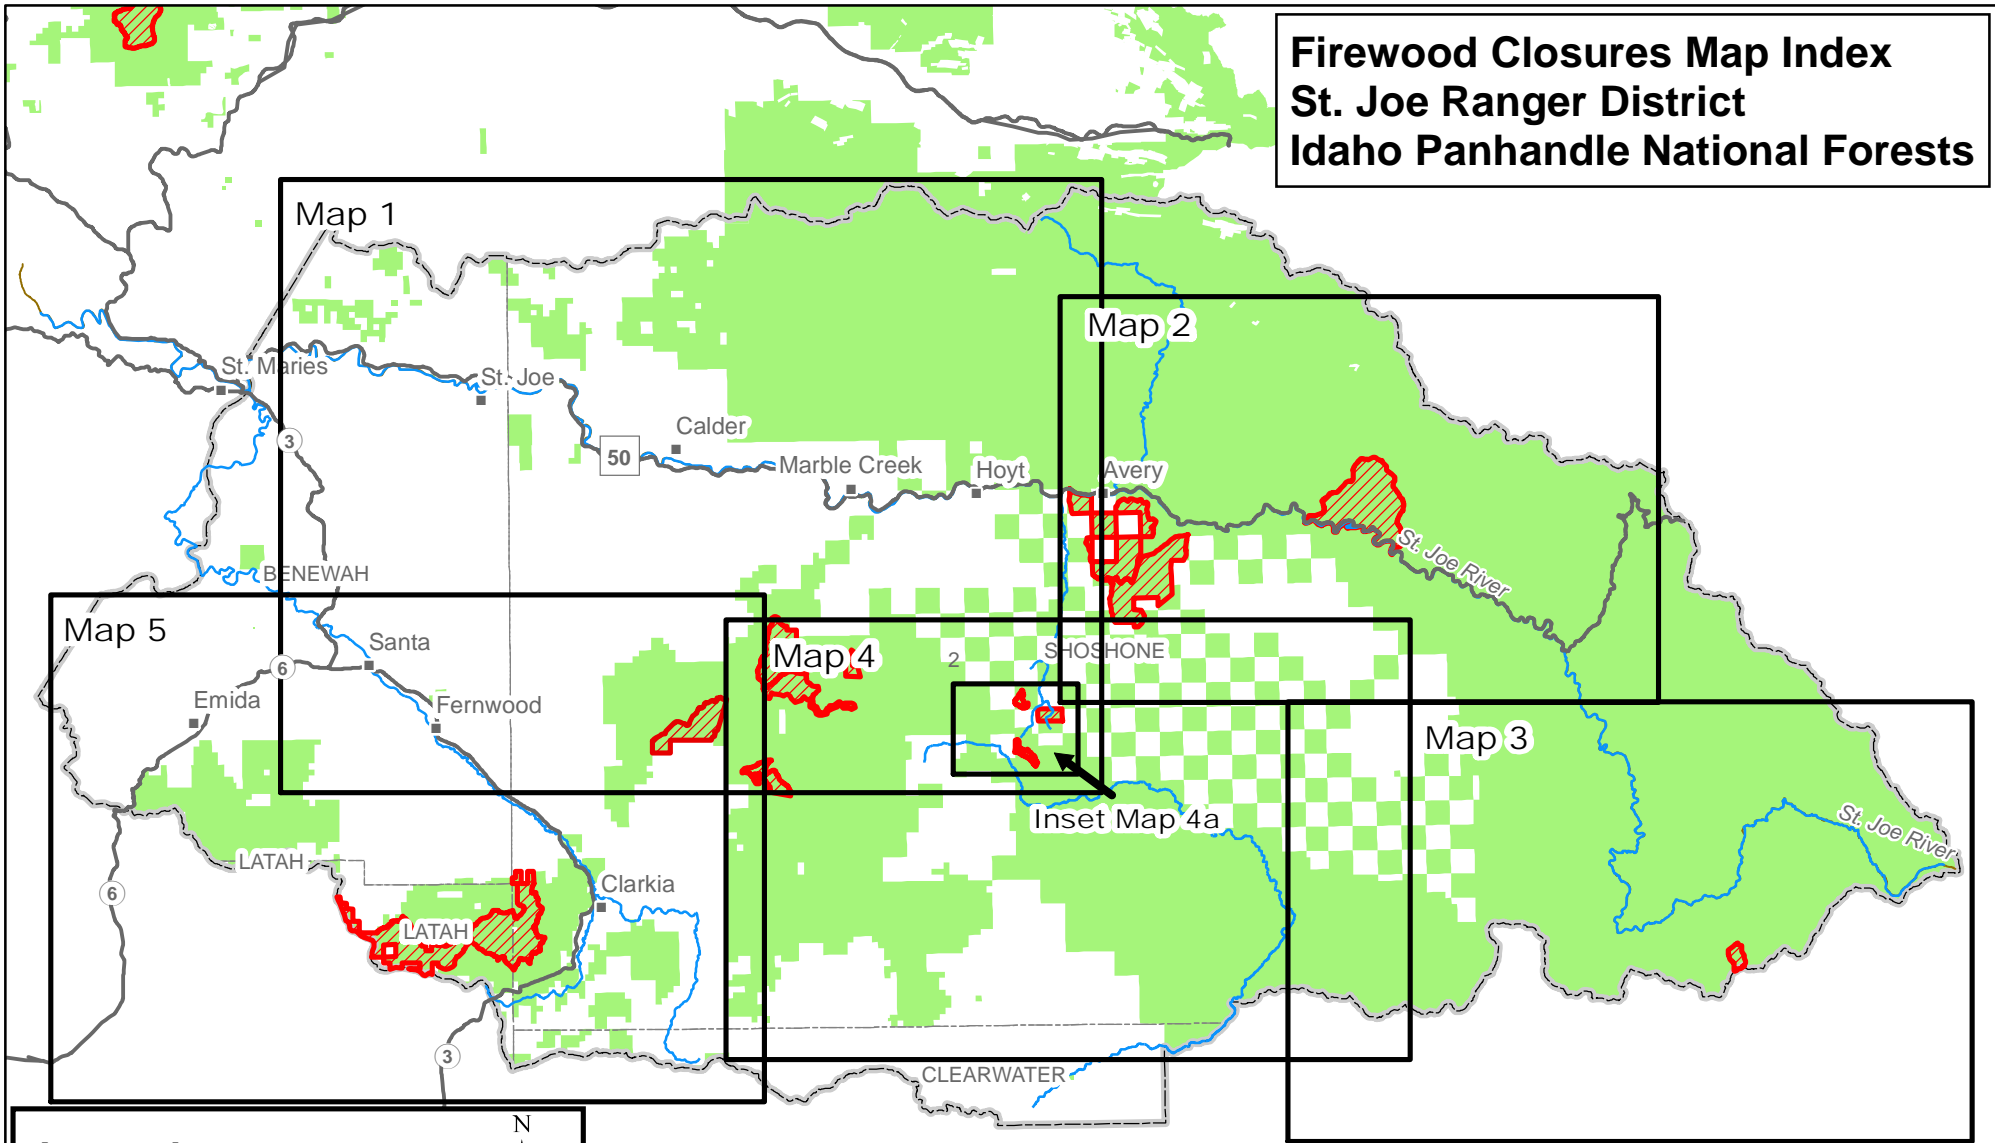 Firewood Closures Map Index
St. Joe Ranger District
Idaho Panhandle National Forests
Map 1
Map 2
St. Maries
St. Joe
Calder
3
50
Marble Creek
Hoyt
Avery
St. Joe River
BENEWAH
Map 5
Santa
Map 4
2
SHOSHONE
6
Emida
Fernwood
Map 3
Inset Map 4a
St. Joe River
LATAH
6
Clarkia
LATAH
3
CLEARWATER
N